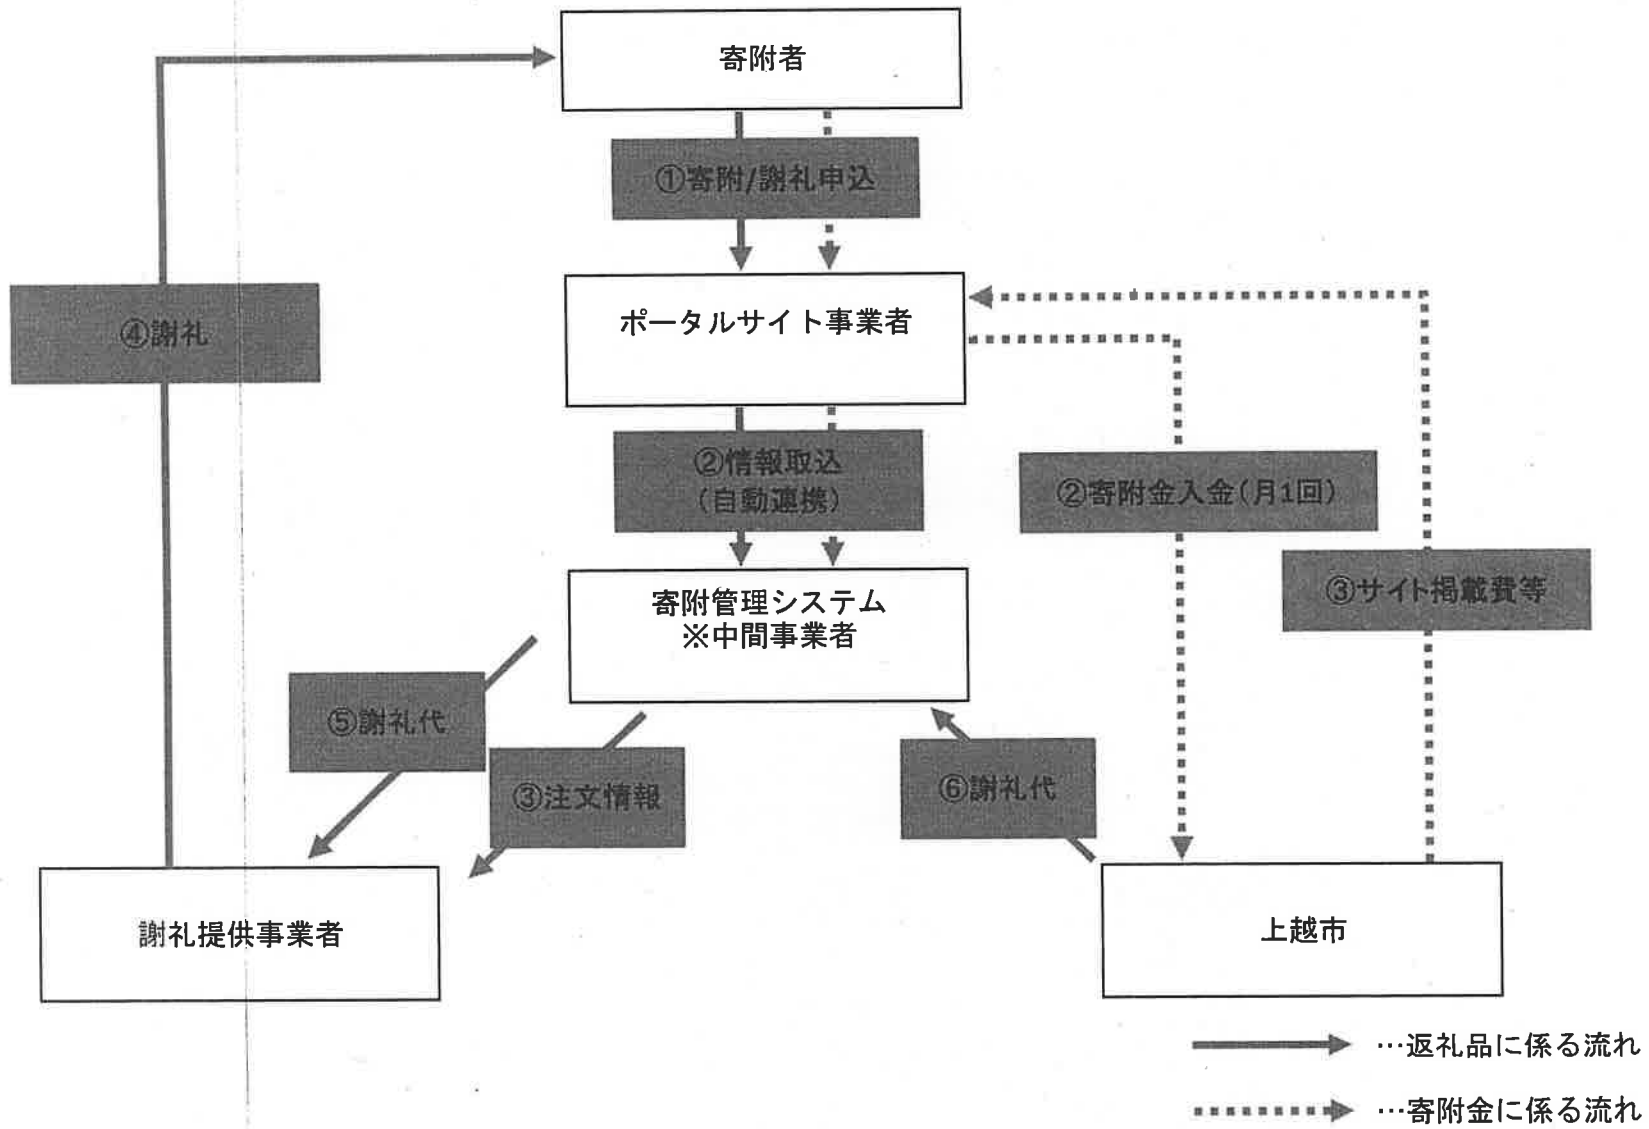 寄附者
①寄附/謝礼申込
④謝礼
ポータルサイト事業者
②情報取込
(自動連携)
②寄附金入金(月1回)
③サイト掲載費等
寄附管理システム
※中間事業者
⑤謝礼代
③注文情報
⑥謝礼代
謝礼提供事業者
上越市
…返礼品に係る流れ
…寄附金に係る流れ